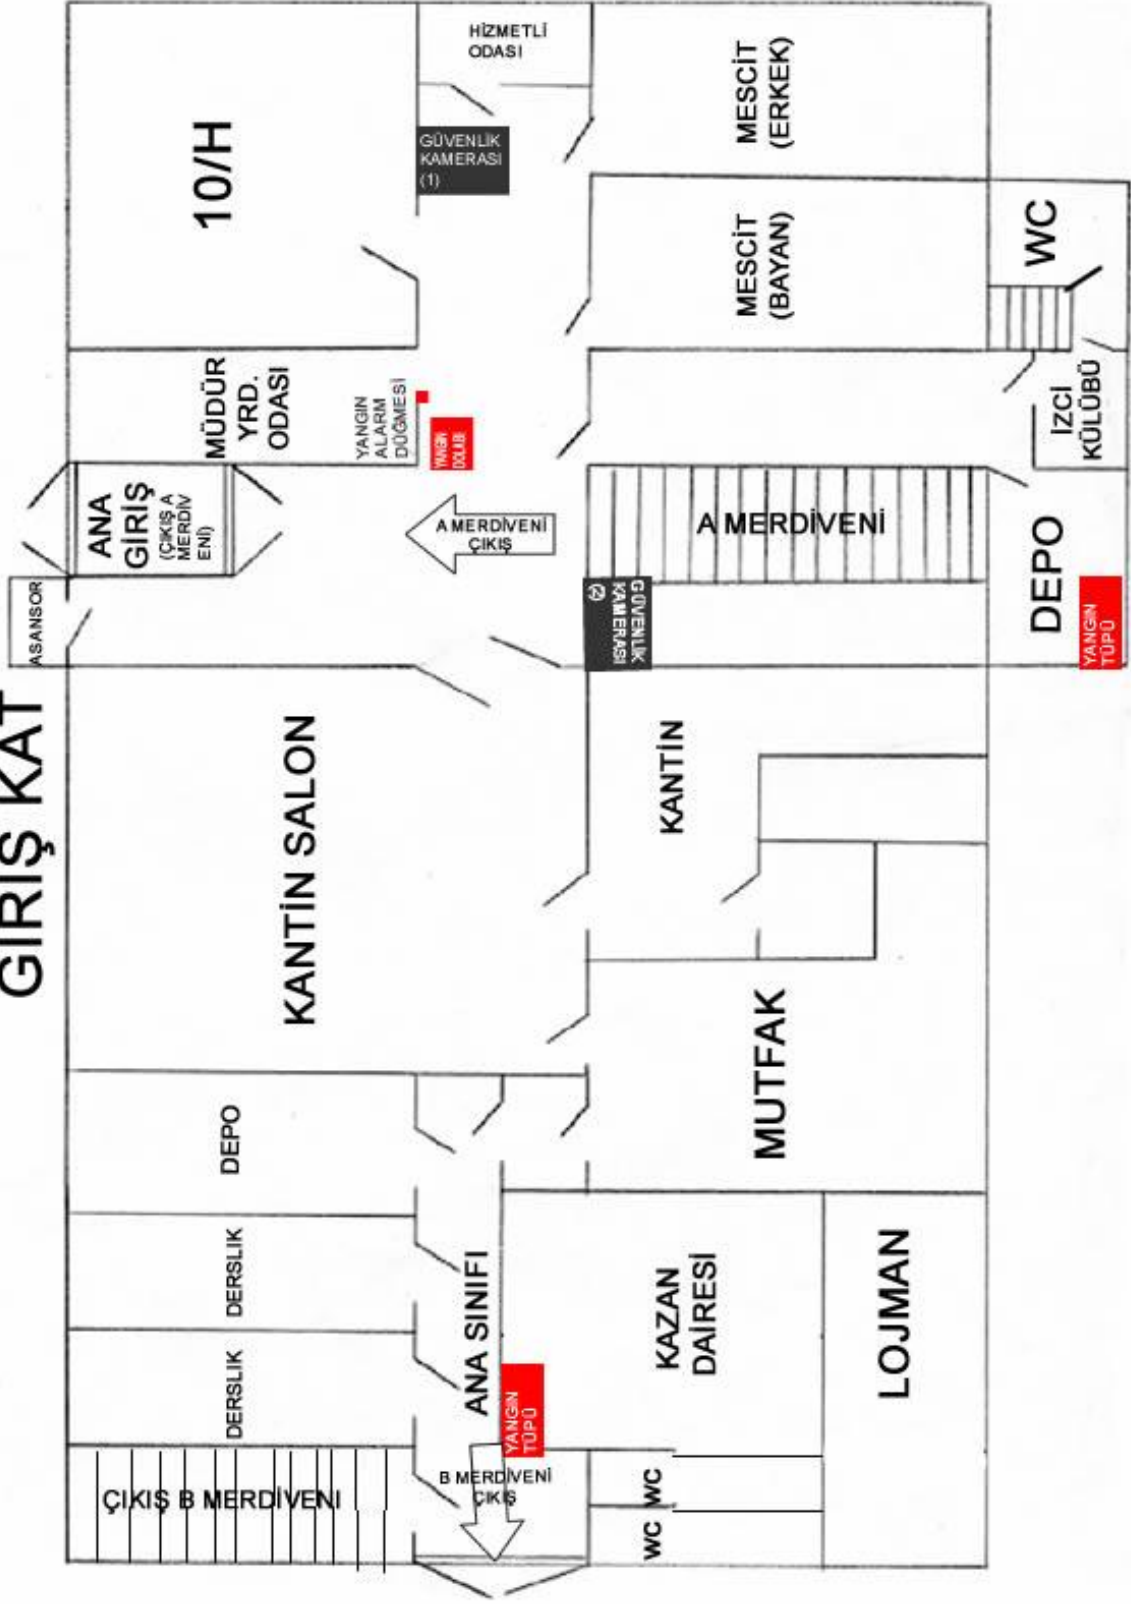 GİRİŞ KAT
HİZMETLİ
ODASI
10/H
GÜVENLİK
KAMERASI
(1)
MESCİT
(ERKEK)
MESCİT
(BAYAN)
WC
MÜDÜR
YRD.
ODASI
YANGIN
ALARM
DÜĞMESİ
YANGIN
DOLABI
İZCİ
KÜLÜBÜ
ANA
GİRİŞ
(ÇIKIŞ A
MERDİV
ENİ)
A MERDİVENİ
ÇIKIŞ
A MERDİVENİ
DEPO
YANGIN
TÜPÜ
ASANSOR
GÜVENLİK
KAMERASI
(2)
KANTİN SALON
KANTİN
MUTFAK
DEPO
DERSLIK
DERSLIK
ANA SINIFI
YANGIN
TÜPÜ
KAZAN
DAİRESİ
LOJMAN
ÇIKIŞ B MERDİVENI
B MERDİVENİ
ÇIKIŞ
WC
WC